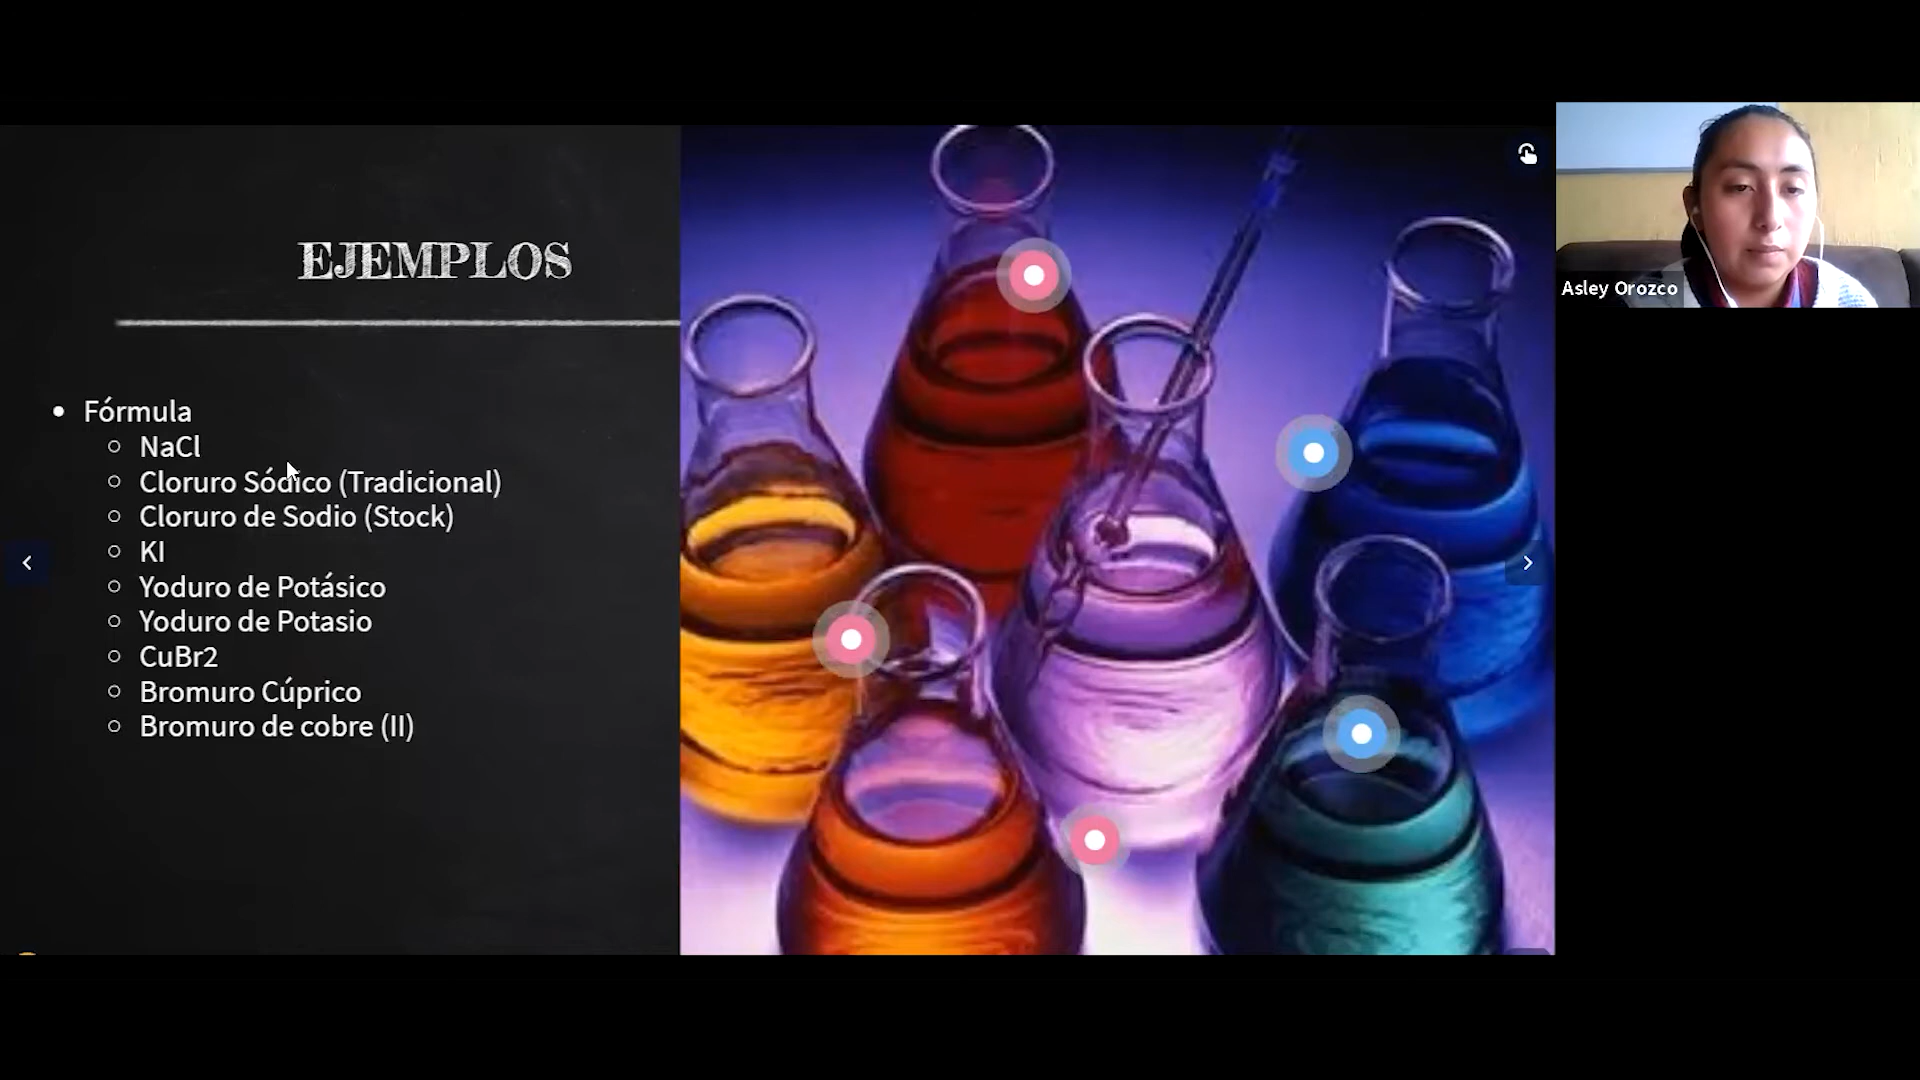 EJEMPLOS
Fórmula
NaCl
Cloruro Sódico (Tradicional)
Cloruro de Sodio (Stock)
KI
Yoduro de Potásico
Yoduro de Potasio
CuBr2
Bromuro Cúprico
Bromuro de cobre (II)
Asley Orozco